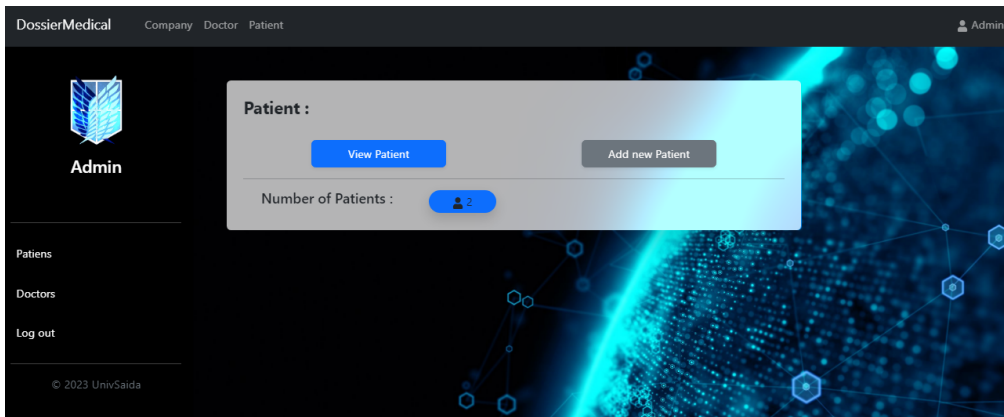 DossierMedical Company Doctor Patient Admin
Admin
Patiens
Doctors
Log out
© 2023 UnivSaida
Patient :
View Patient Add new Patient
Number of Patients : 2